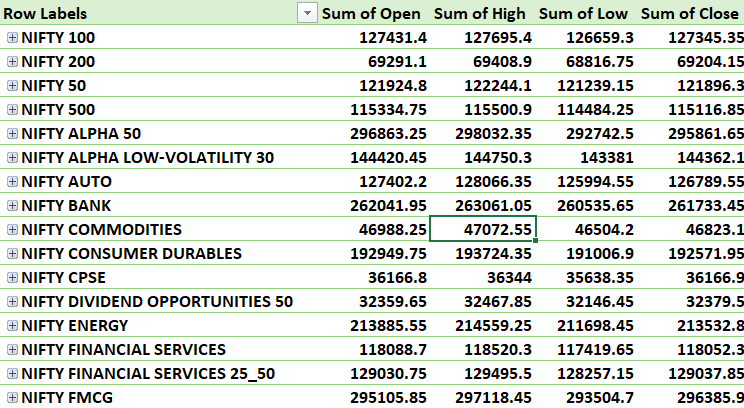 Row Labels Sum of Open Sum of High Sum of Low Sum of Close
NIFTY 100 127431.4 127695.4 126659.3 127345.35
NIFTY 200 69291.1 69408.9 68816.75 69204.15
NIFTY 50 121924.8 122244.1 121239.15 121896.3
NIFTY 500 115334.75 115500.9 114484.25 115116.85
NIFTY ALPHA 50 296863.25 298032.35 292742.5 295861.65
NIFTY ALPHA LOW-VOLATILITY 30 144420.45 144750.3 143381 144362.1
NIFTY AUTO 127402.2 128066.35 125994.55 126789.55
NIFTY BANK 262041.95 263061.05 260535.65 261733.45
NIFTY COMMODITIES 46988.25 47072.55 46504.2 46823.1
NIFTY CONSUMER DURABLES 192949.75 193724.35 191006.9 192571.95
NIFTY CPSE 36166.8 36344 35638.35 36166.9
NIFTY DIVIDEND OPPORTUNITIES 50 32359.65 32467.85 32146.45 32379.5
NIFTY ENERGY 213885.55 214559.25 211698.45 213532.8
NIFTY FINANCIAL SERVICES 118088.7 118520.3 117419.65 118052.3
NIFTY FINANCIAL SERVICES 25_50 129030.75 129495.5 128257.15 129037.85
NIFTY FMCG 295105.85 297118.45 293504.7 296385.9